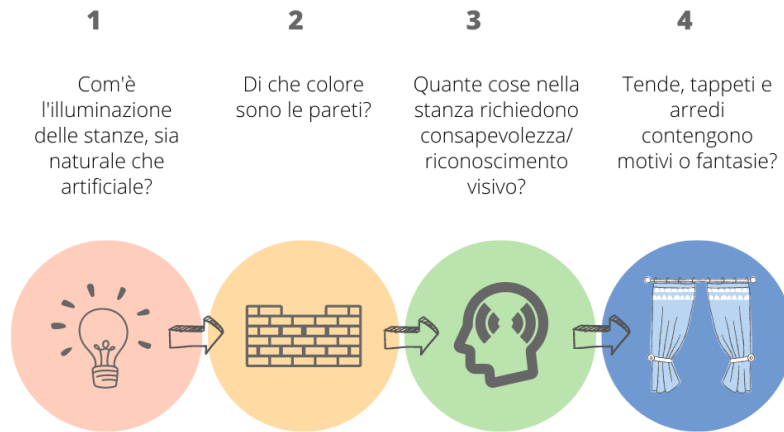 1
Com'è
l'illuminazione
delle stanze, sia
naturale che
artificiale?
2
Di che colore
sono le pareti?
3
Quante cose nella
stanza richiedono
consapevolezza/
riconoscimento
visivo?
4
Tende, tappeti e
arredi
contengono
motivi o fantasie?